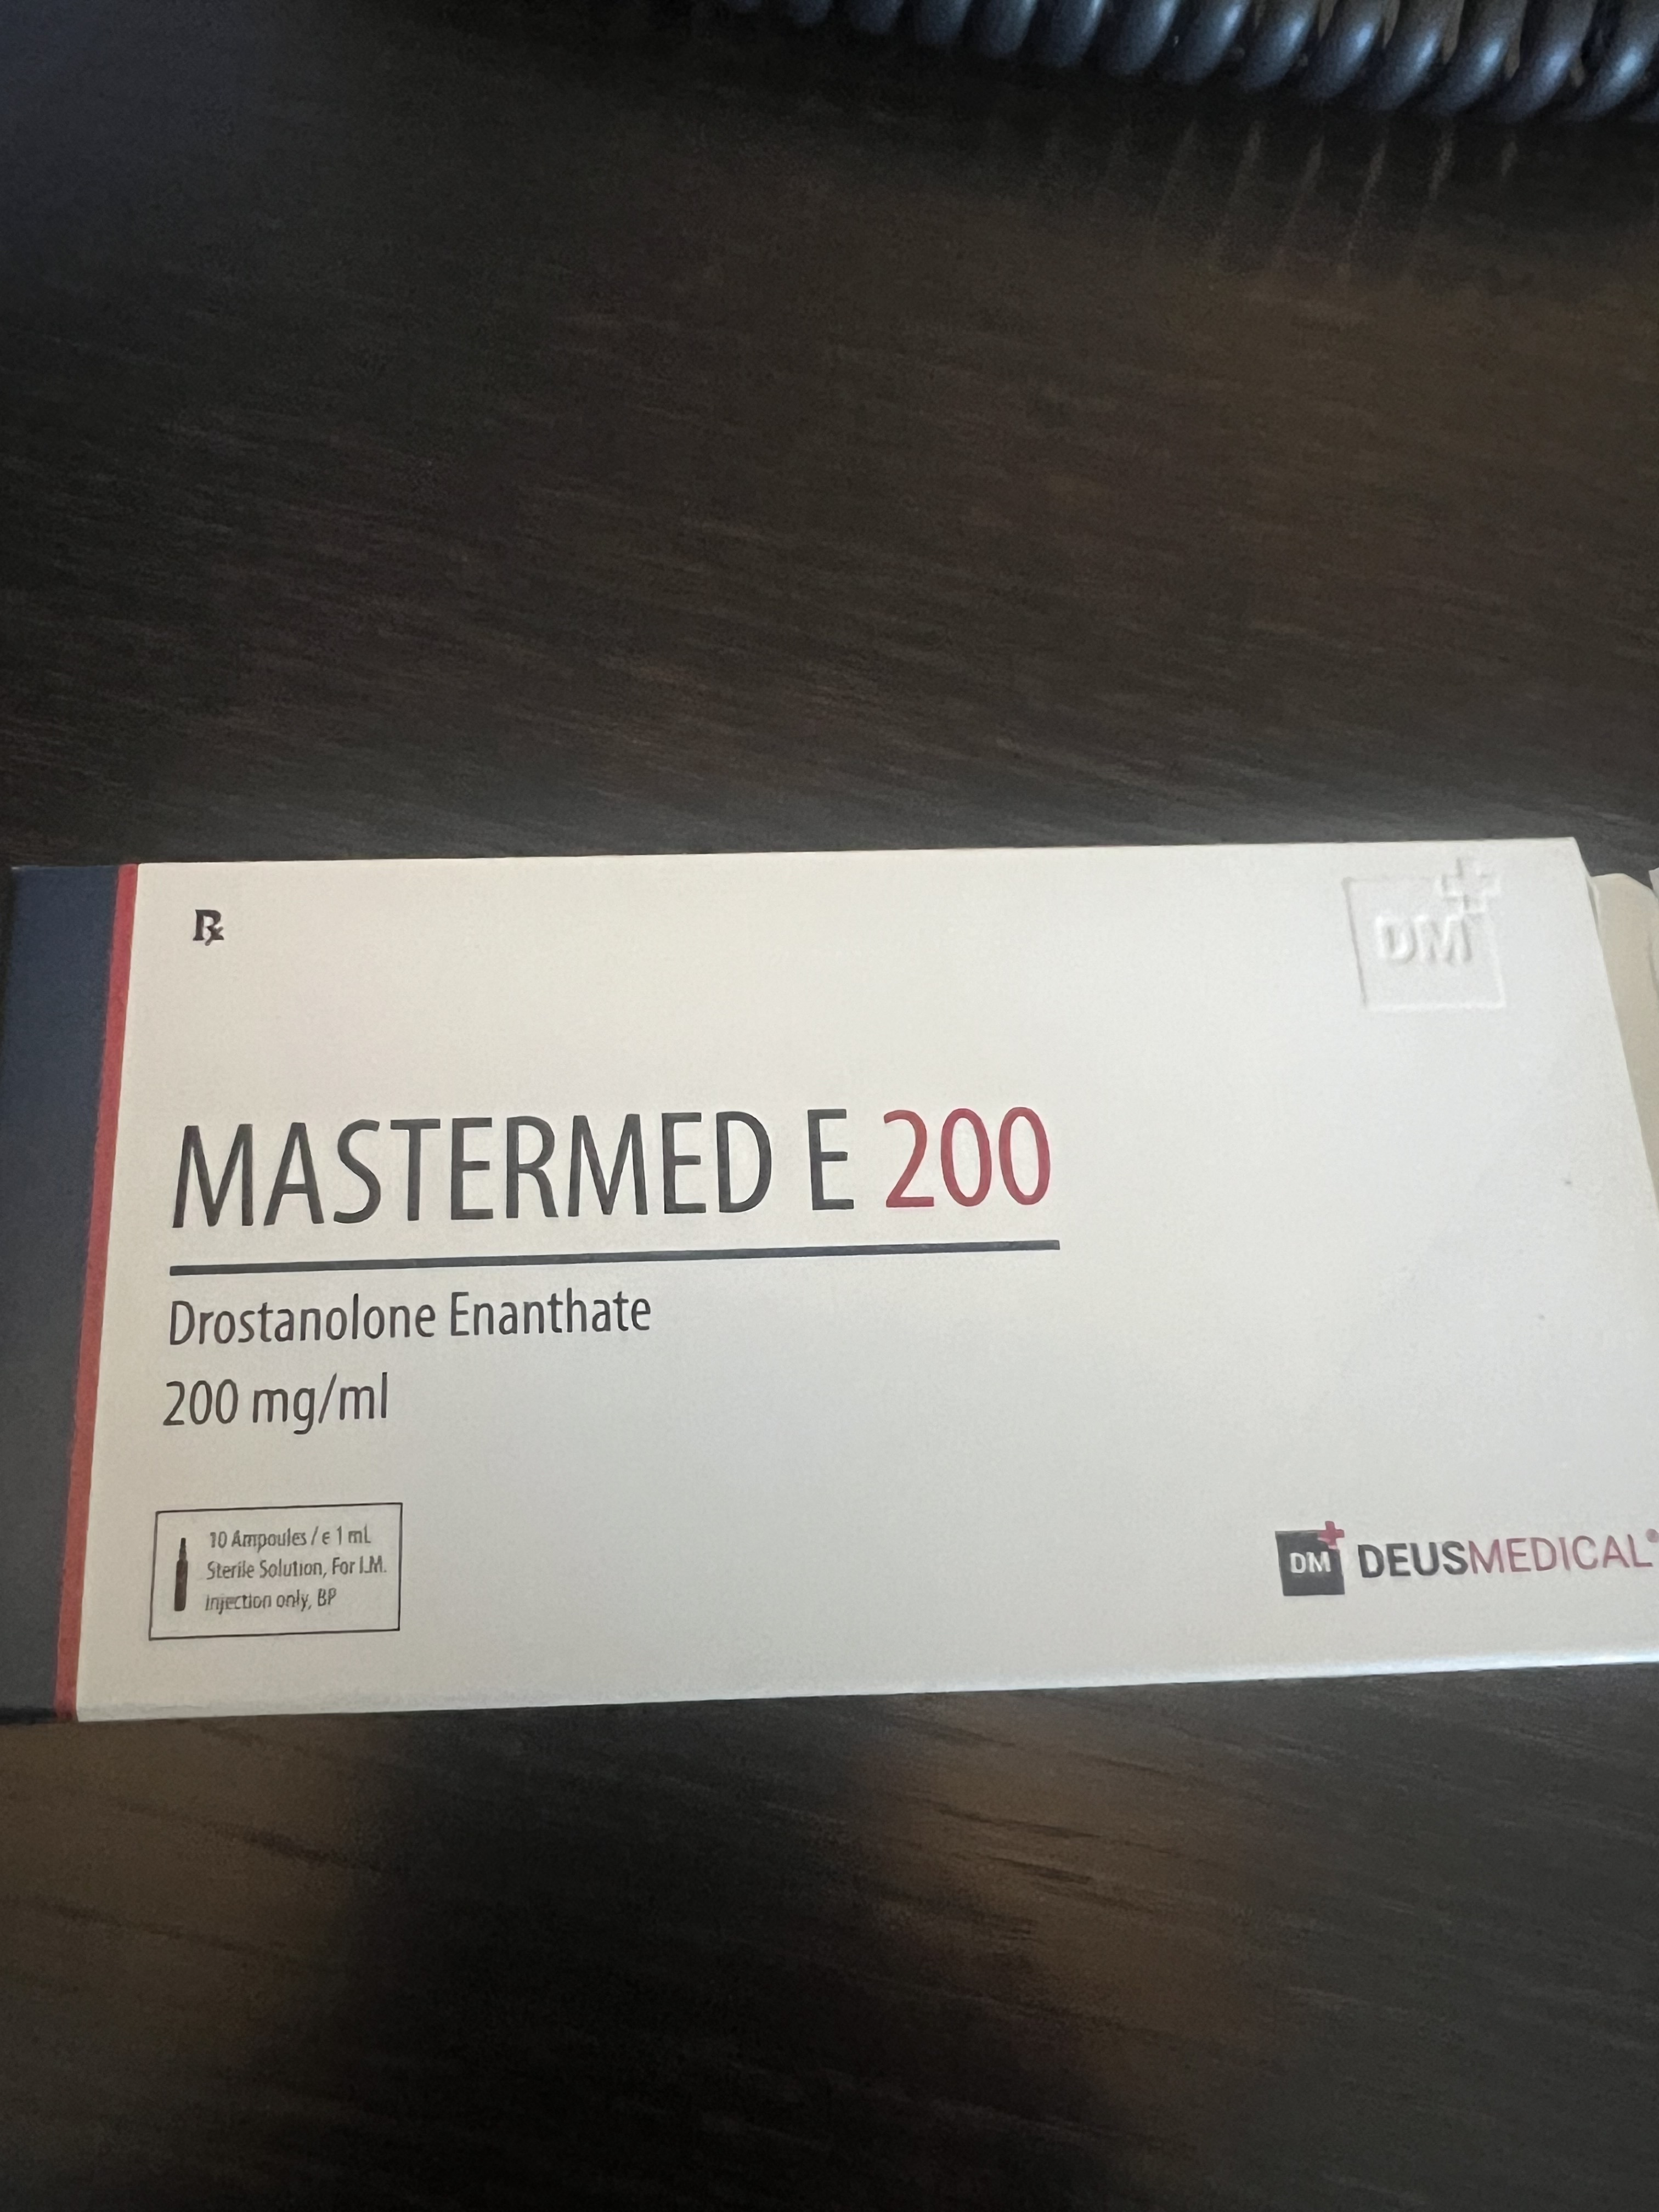 ℞
DM
MASTERMED E 200
Drostanolone Enanthate
200 mg/ml
10 Ampoules / e 1 mL
Sterile Solution, For I.M.
injection only, BP
DM DEUSMEDICAL®